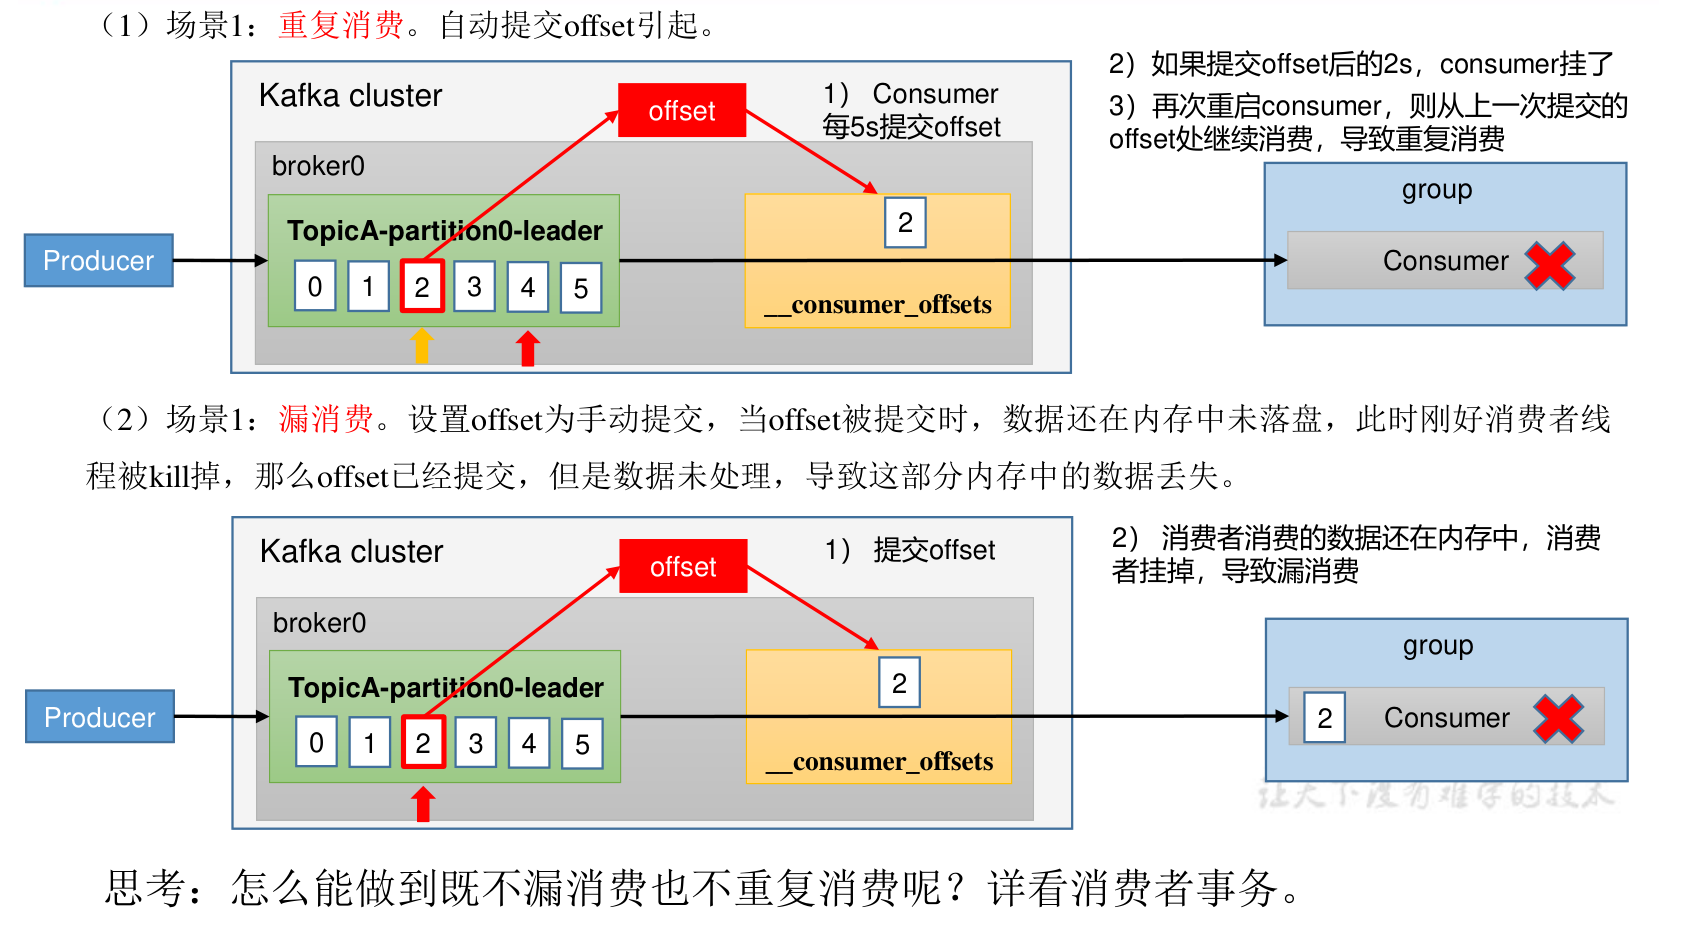 （1）场景1：重复消费。自动提交offset引起。
Kafka cluster
offset
1） Consumer
每5s提交offset
2）如果提交offset后的2s，consumer挂了
3）再次重启consumer，则从上一次提交的
offset处继续消费，导致重复消费
broker0
group
TopicA-partition0-leader
2
Producer
Consumer
0 1 2 3 4 5
__consumer_offsets
（2）场景1：漏消费。设置offset为手动提交，当offset被提交时，数据还在内存中未落盘，此时刚好消费者线
程被kill掉，那么offset已经提交，但是数据未处理，导致这部分内存中的数据丢失。
Kafka cluster
offset
1） 提交offset
2） 消费者消费的数据还在内存中，消费
者挂掉，导致漏消费
broker0
group
TopicA-partition0-leader
2
Producer
2 Consumer
0 1 2 3 4 5
__consumer_offsets
让天下没有难学的技术
思考：怎么能做到既不漏消费也不重复消费呢？详看消费者事务。